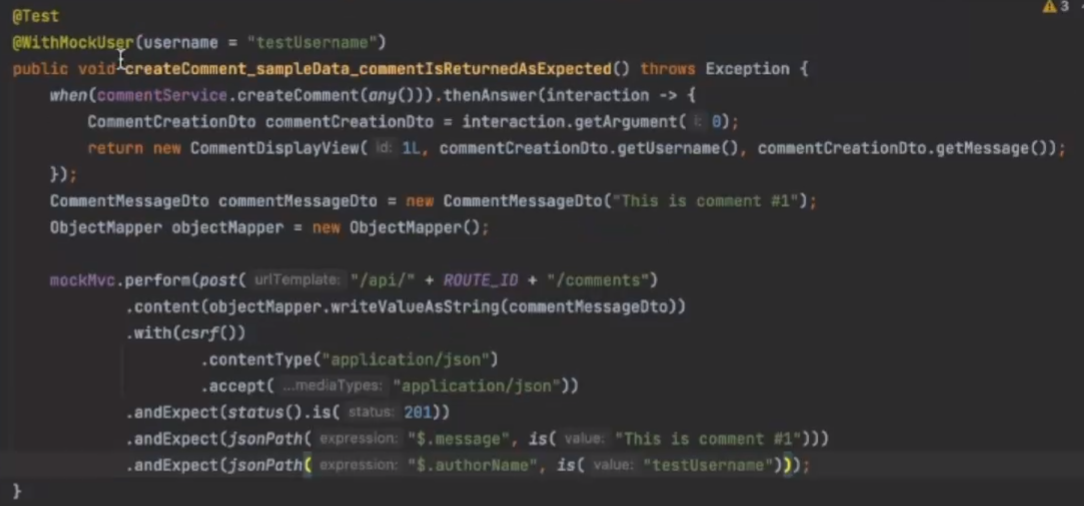 @Test
3
@WithMockUser(username = "testUsername")
public void createComment_sampleData_commentIsReturnedAsExpected() throws Exception {
when(commentService.createComment(any())).thenAnswer(interaction -> {
CommentCreationDto commentCreationDto = interaction.getArgument( i: 0);
return new CommentDisplayView( id: 1L, commentCreationDto.getUsername(), commentCreationDto.getMessage());
});
CommentMessageDto commentMessageDto = new CommentMessageDto("This is comment #1");
ObjectMapper objectMapper = new ObjectMapper();
mockMvc.perform(post( urlTemplate: "/api/" + ROUTE_ID + "/comments")
.content(objectMapper.writeValueAsString(commentMessageDto))
.with(csrf())
.contentType("application/json")
.accept( ...mediaTypes: "application/json"))
.andExpect(status().is( status: 201))
.andExpect(jsonPath( expression: "$.message", is( value: "This is comment #1")))
.andExpect(jsonPath( expression: "$.authorName", is( value: "testUsername")));
}